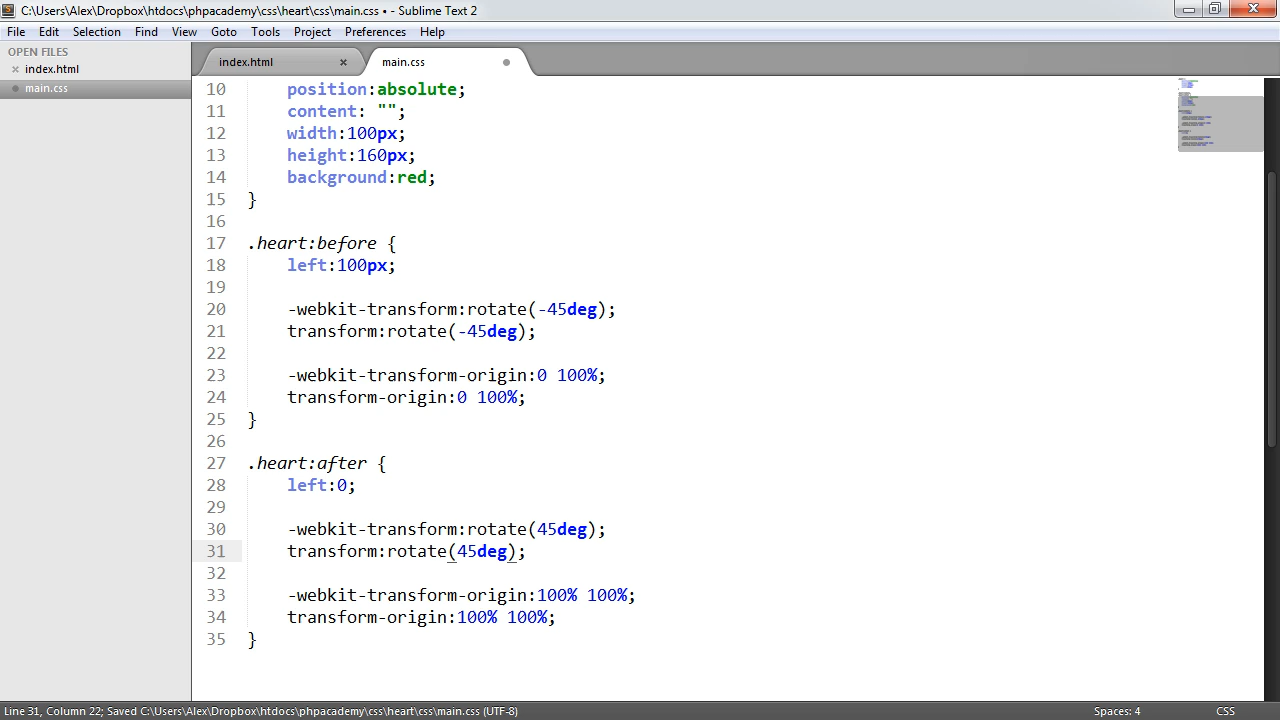 C:\Users\Alex\Dropbox\htdocs\phpacademy\css\heart\css\main.css • - Sublime Text 2
File Edit Selection Find View Goto Tools Project Preferences Help
OPEN FILES
index.html
main.css
index.html main.css
10 position:absolute;
11 content: "";
12 width:100px;
13 height:160px;
14 background:red;
15 }
16
17 .heart:before {
18 left:100px;
19
20 -webkit-transform:rotate(-45deg);
21 transform:rotate(-45deg);
22
23 -webkit-transform-origin:0 100%;
24 transform-origin:0 100%;
25 }
26
27 .heart:after {
28 left:0;
29
30 -webkit-transform:rotate(45deg);
31 transform:rotate(45deg);
32
33 -webkit-transform-origin:100% 100%;
34 transform-origin:100% 100%;
35 }
Line 31, Column 22; Saved C:\Users\Alex\Dropbox\htdocs\phpacademy\css\heart\css\main.css (UTF-8) Spaces: 4 CSS